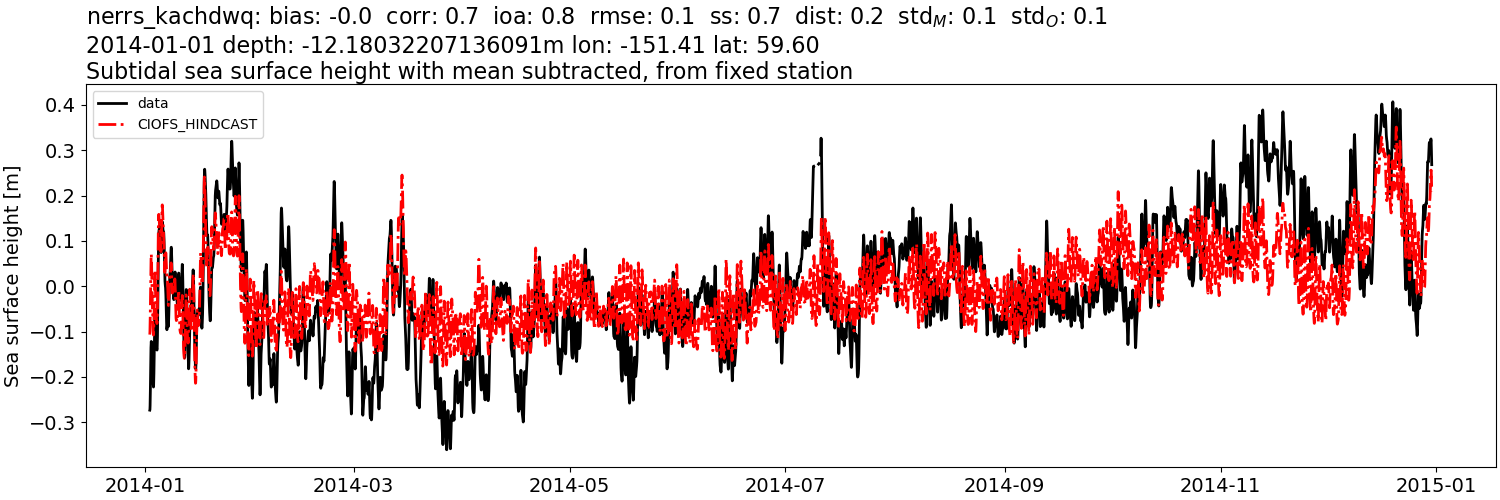 nerrs_kachdwq: bias: -0.0  corr: 0.7  ioa: 0.8  rmse: 0.1  ss: 0.7  dist: 0.2  std_M: 0.1  std_O: 0.1
2014-01-01 depth: -12.18032207136091m lon: -151.41 lat: 59.60
Subtidal sea surface height with mean subtracted, from fixed station
data
CIOFS_HINDCAST
Sea surface height [m]
0.4
0.3
0.2
0.1
0.0
−0.1
−0.2
−0.3
2014-01
2014-03
2014-05
2014-07
2014-09
2014-11
2015-01